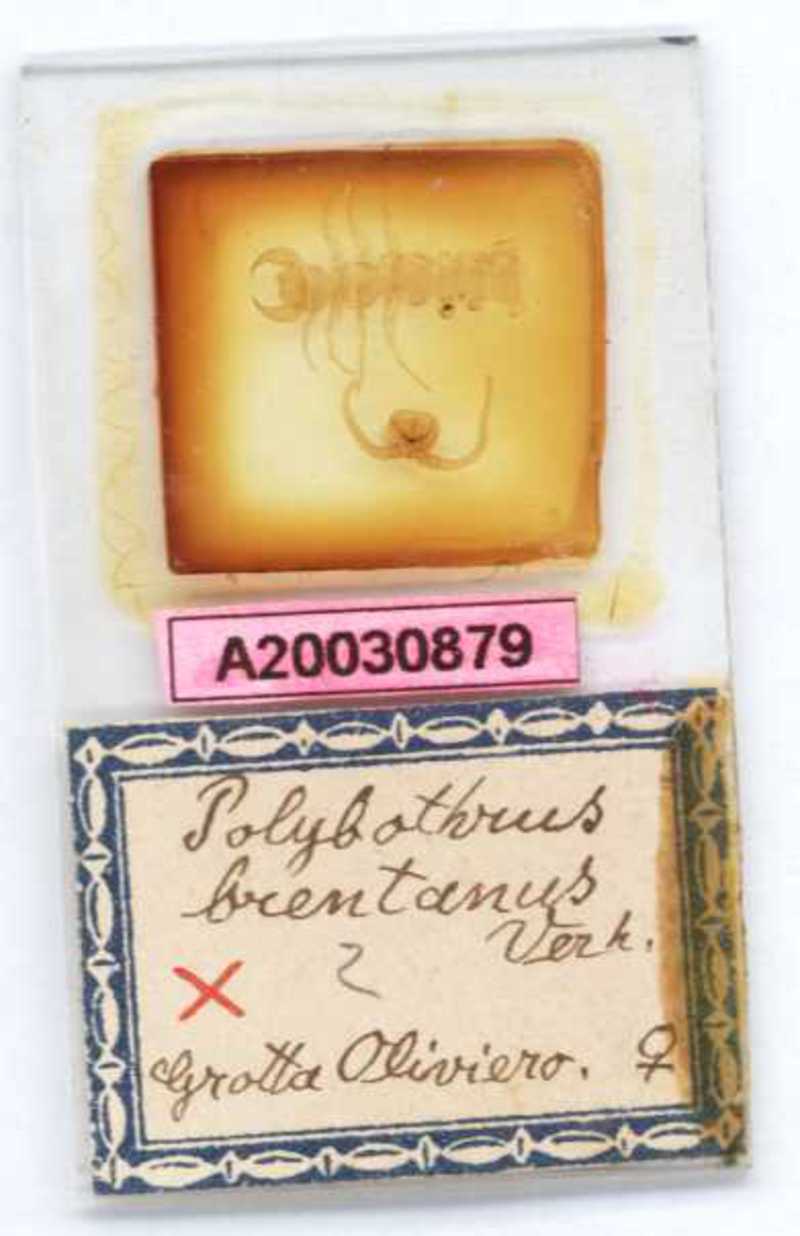 A20030879
Polybothrus
brentanus
Verh.
X 2
Grotta Oliviero. ♀